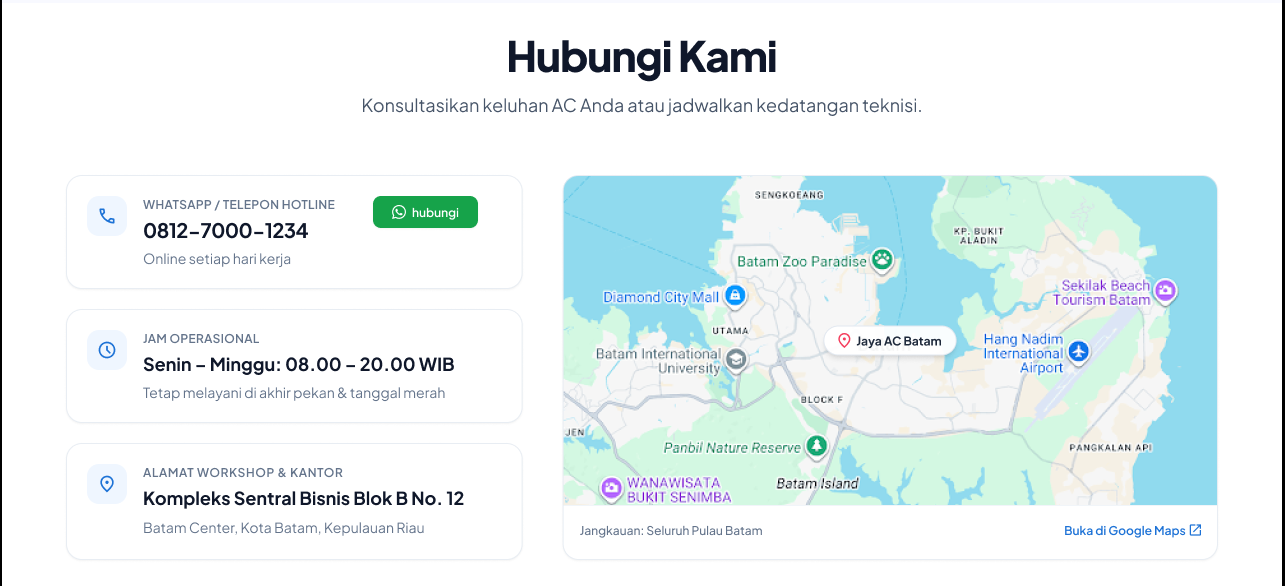 Hubungi Kami
Konsultasikan keluhan AC Anda atau jadwalkan kedatangan teknisi.
WHATSAPP / TELEPON HOTLINE
0812-7000-1234
Online setiap hari kerja
hubungi
JAM OPERASIONAL
Senin – Minggu: 08.00 – 20.00 WIB
Tetap melayani di akhir pekan & tanggal merah
ALAMAT WORKSHOP & KANTOR
Kompleks Sentral Bisnis Blok B No. 12
Batam Center, Kota Batam, Kepulauan Riau
SENGKOEANG
KP. BUKIT
ALADIN
Batam Zoo Paradise
Sekilak Beach
Tourism Batam
Diamond City Mall
UTAMA
Jaya AC Batam
Hang Nadim
International
Airport
Batam International
University
BLOCK F
JEN
Panbil Nature Reserve
PANGKALAN API
WANAWISATA
BUKIT SENIMBA
Batam Island
Jangkauan: Seluruh Pulau Batam
Buka di Google Maps